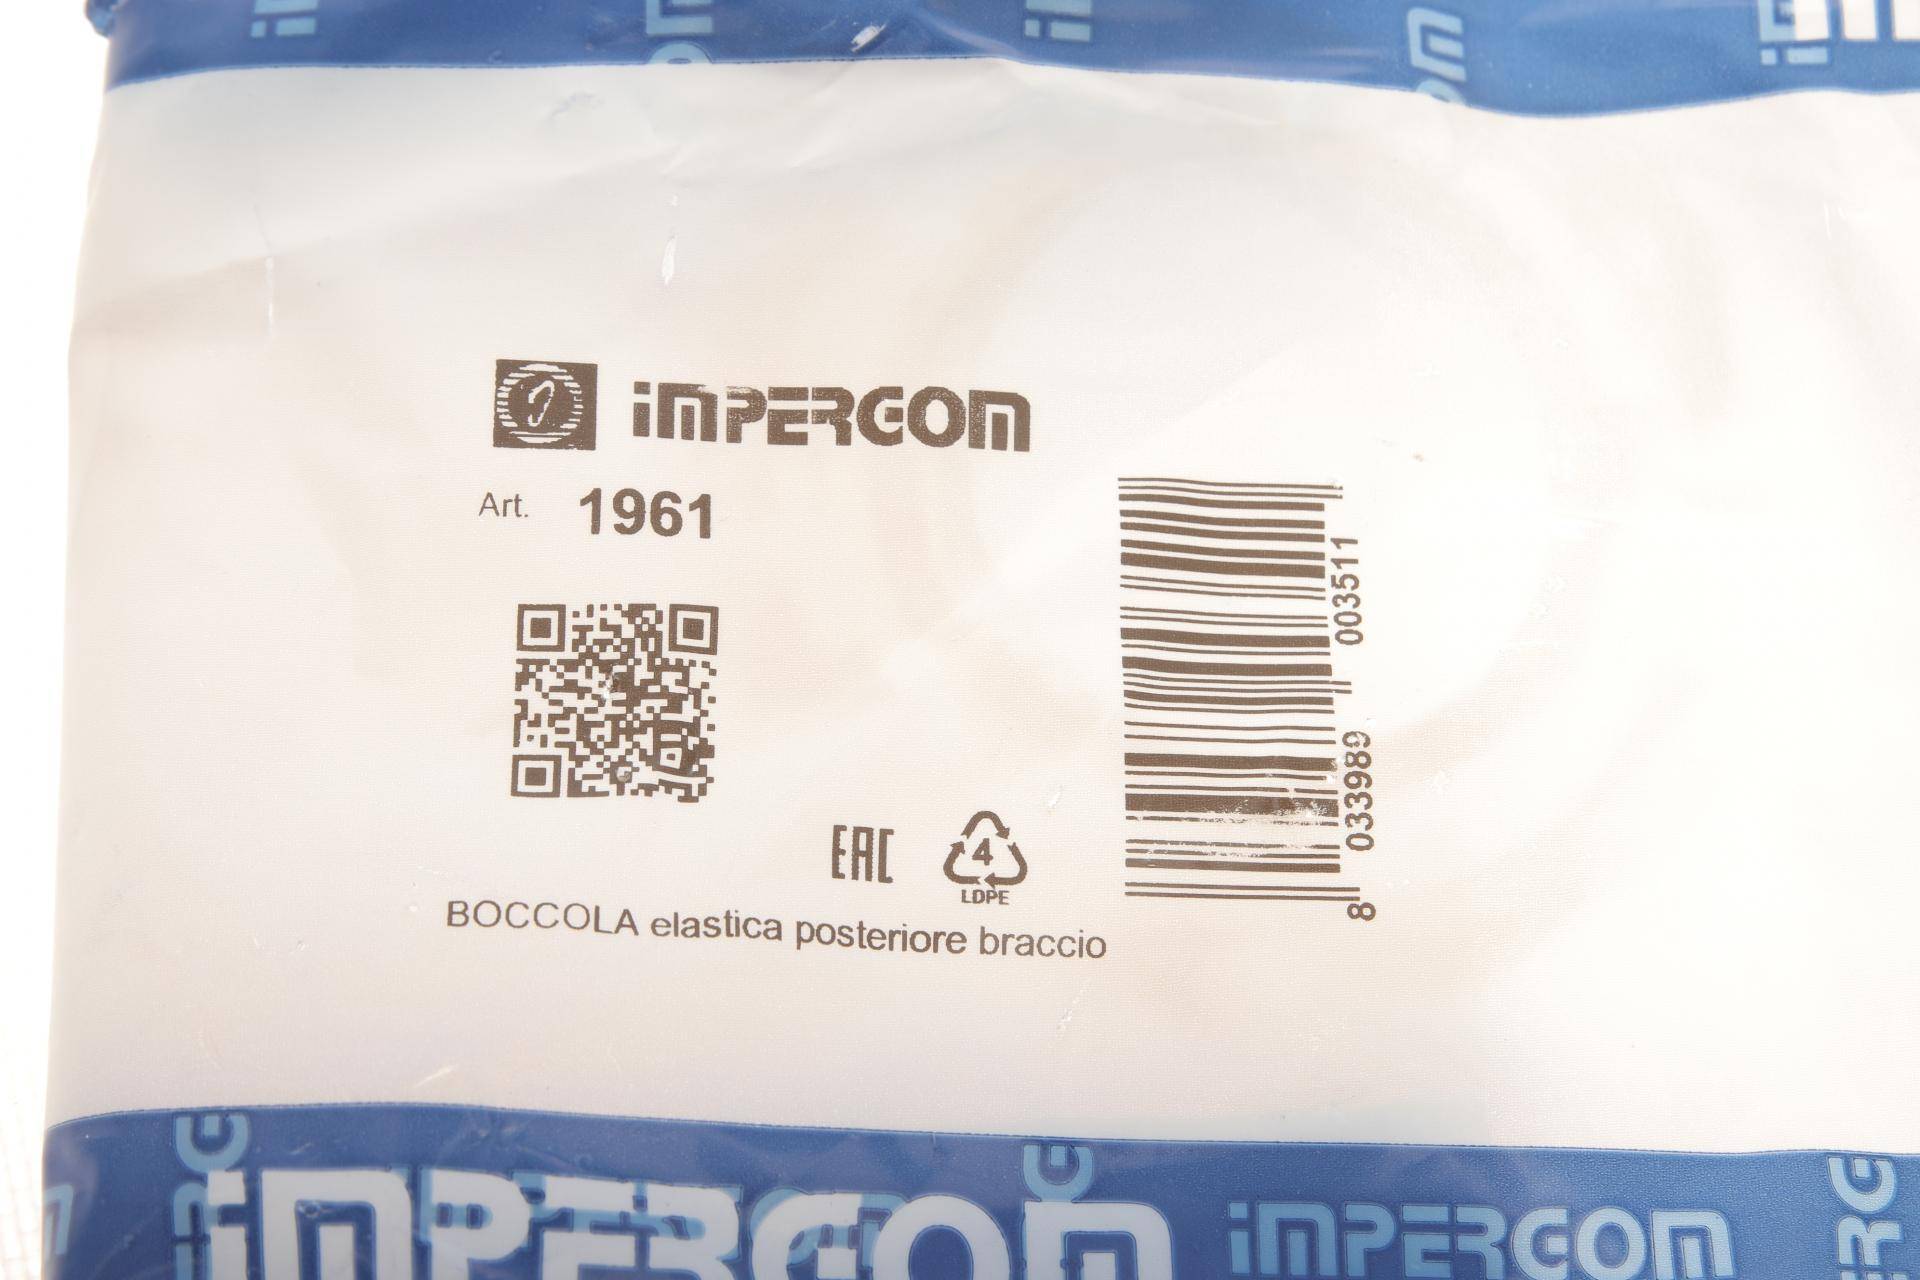 IMPERGOM
Art. 1961
EAC
4
LDPE
BOCCOLA elastica posteriore braccio
8 033989 003511
IMPERGOM
IMPERGOM